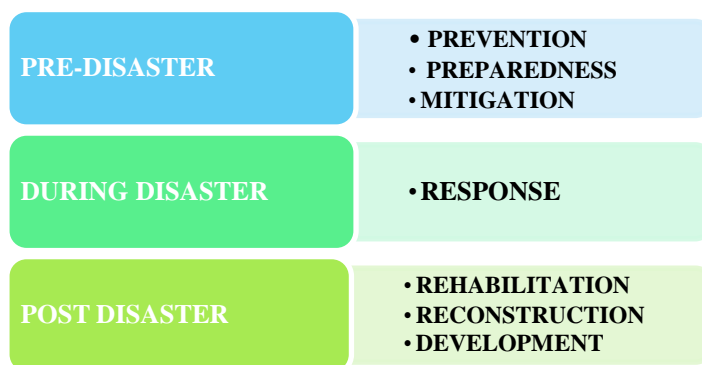 PRE-DISASTER
• PREVENTION
• PREPAREDNESS
• MITIGATION
DURING DISASTER
• RESPONSE
POST DISASTER
• REHABILITATION
• RECONSTRUCTION
• DEVELOPMENT